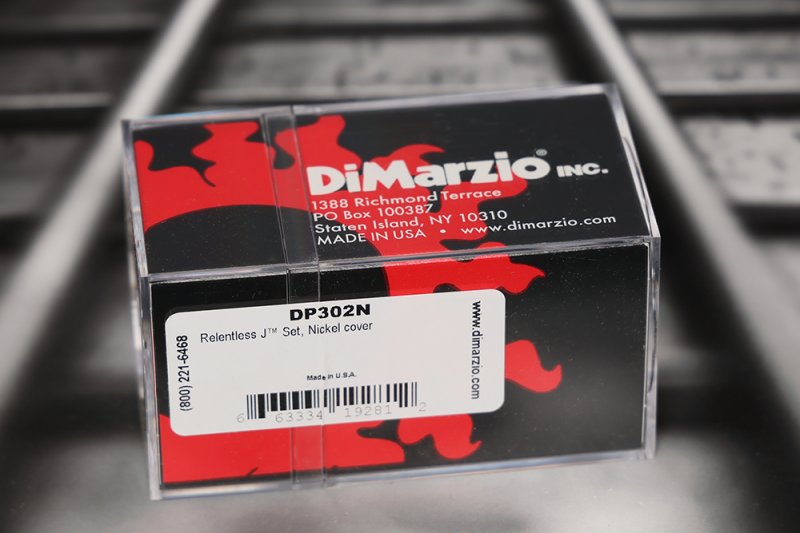 DiMarzio® INC.
1388 Richmond Terrace
PO Box 100387
Staten Island, NY 10310
MADE IN USA • www.dimarzio.com
DP302N
Relentless J™ Set, Nickel cover
(800) 221-6468
www.dimarzio.com
Made in U.S.A.
6 63334 19281 2